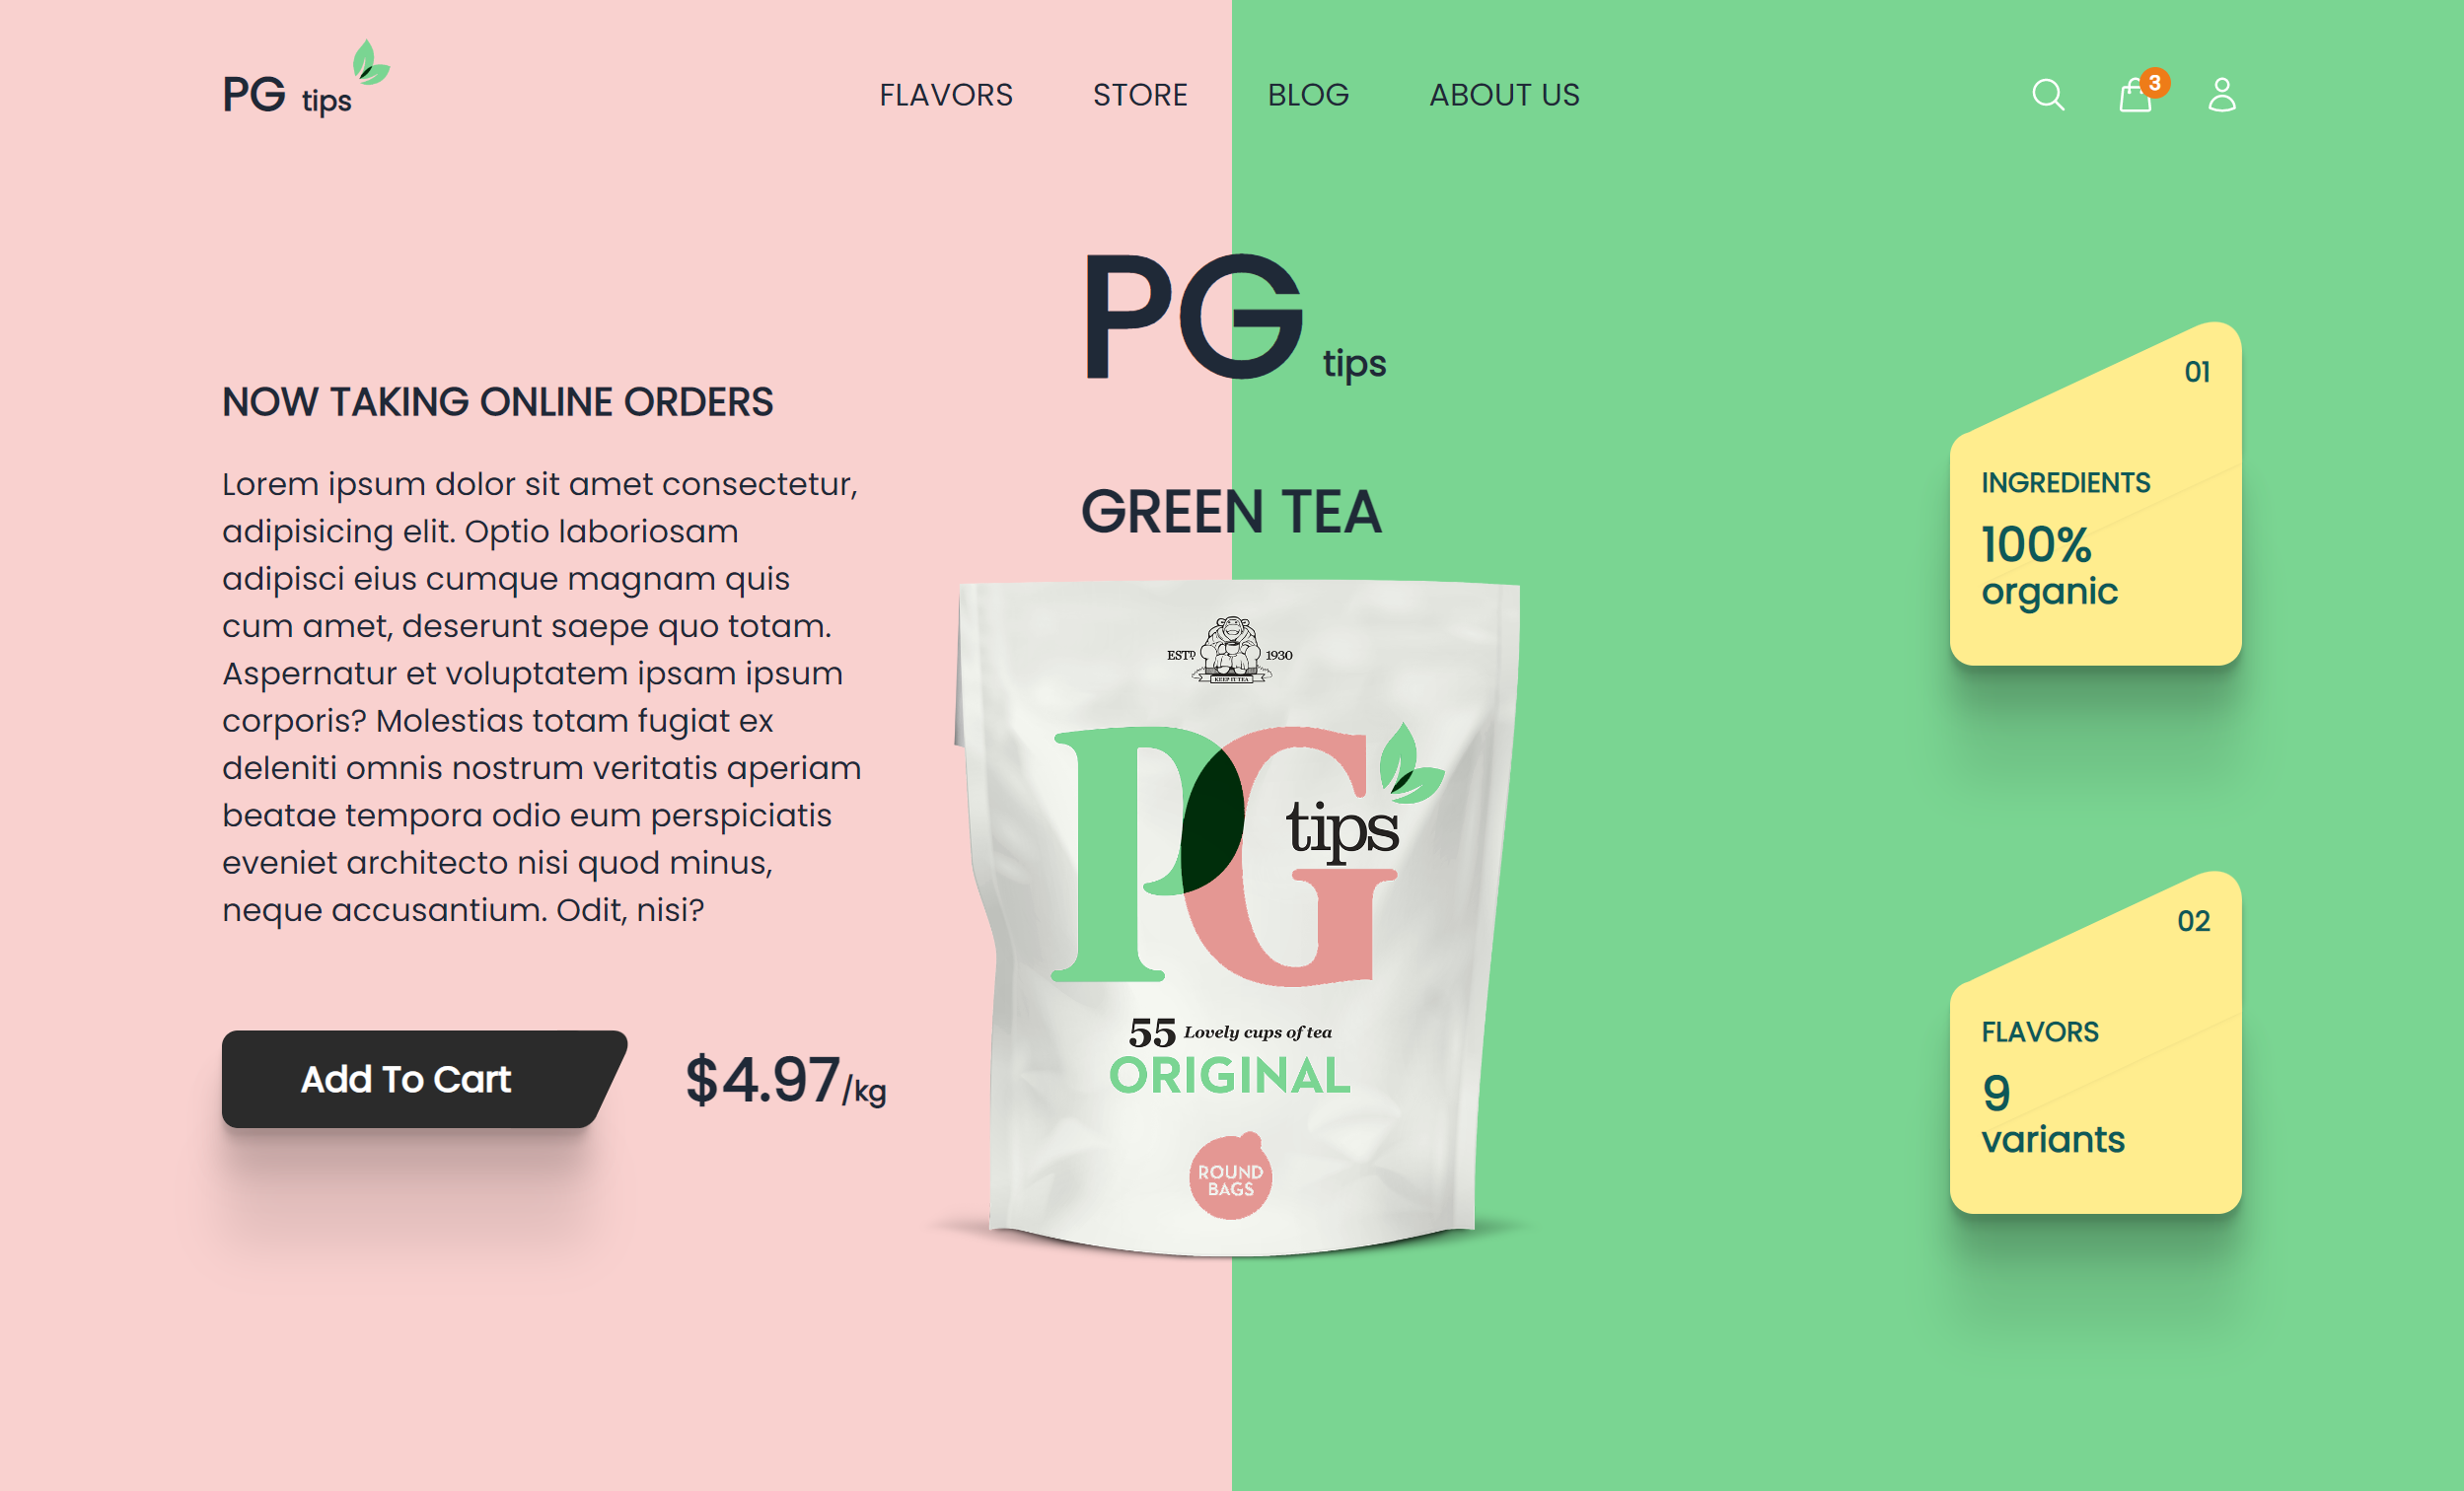 PG tips
FLAVORS
STORE
BLOG
ABOUT US
3
NOW TAKING ONLINE ORDERS
Lorem ipsum dolor sit amet consectetur,
adipisicing elit. Optio laboriosam
adipisci eius cumque magnam quis
cum amet, deserunt saepe quo totam.
Aspernatur et voluptatem ipsam ipsum
corporis? Molestias totam fugiat ex
deleniti omnis nostrum veritatis aperiam
beatae tempora odio eum perspiciatis
eveniet architecto nisi quod minus,
neque accusantium. Odit, nisi?
Add To Cart
$4.97/kg
PG tips
GREEN TEA
ESTD 1930
KEEP IT TEA
PG
tips
55 Lovely cups of tea
ORIGINAL
ROUND
BAGS
01
INGREDIENTS
100%
organic
02
FLAVORS
9
variants